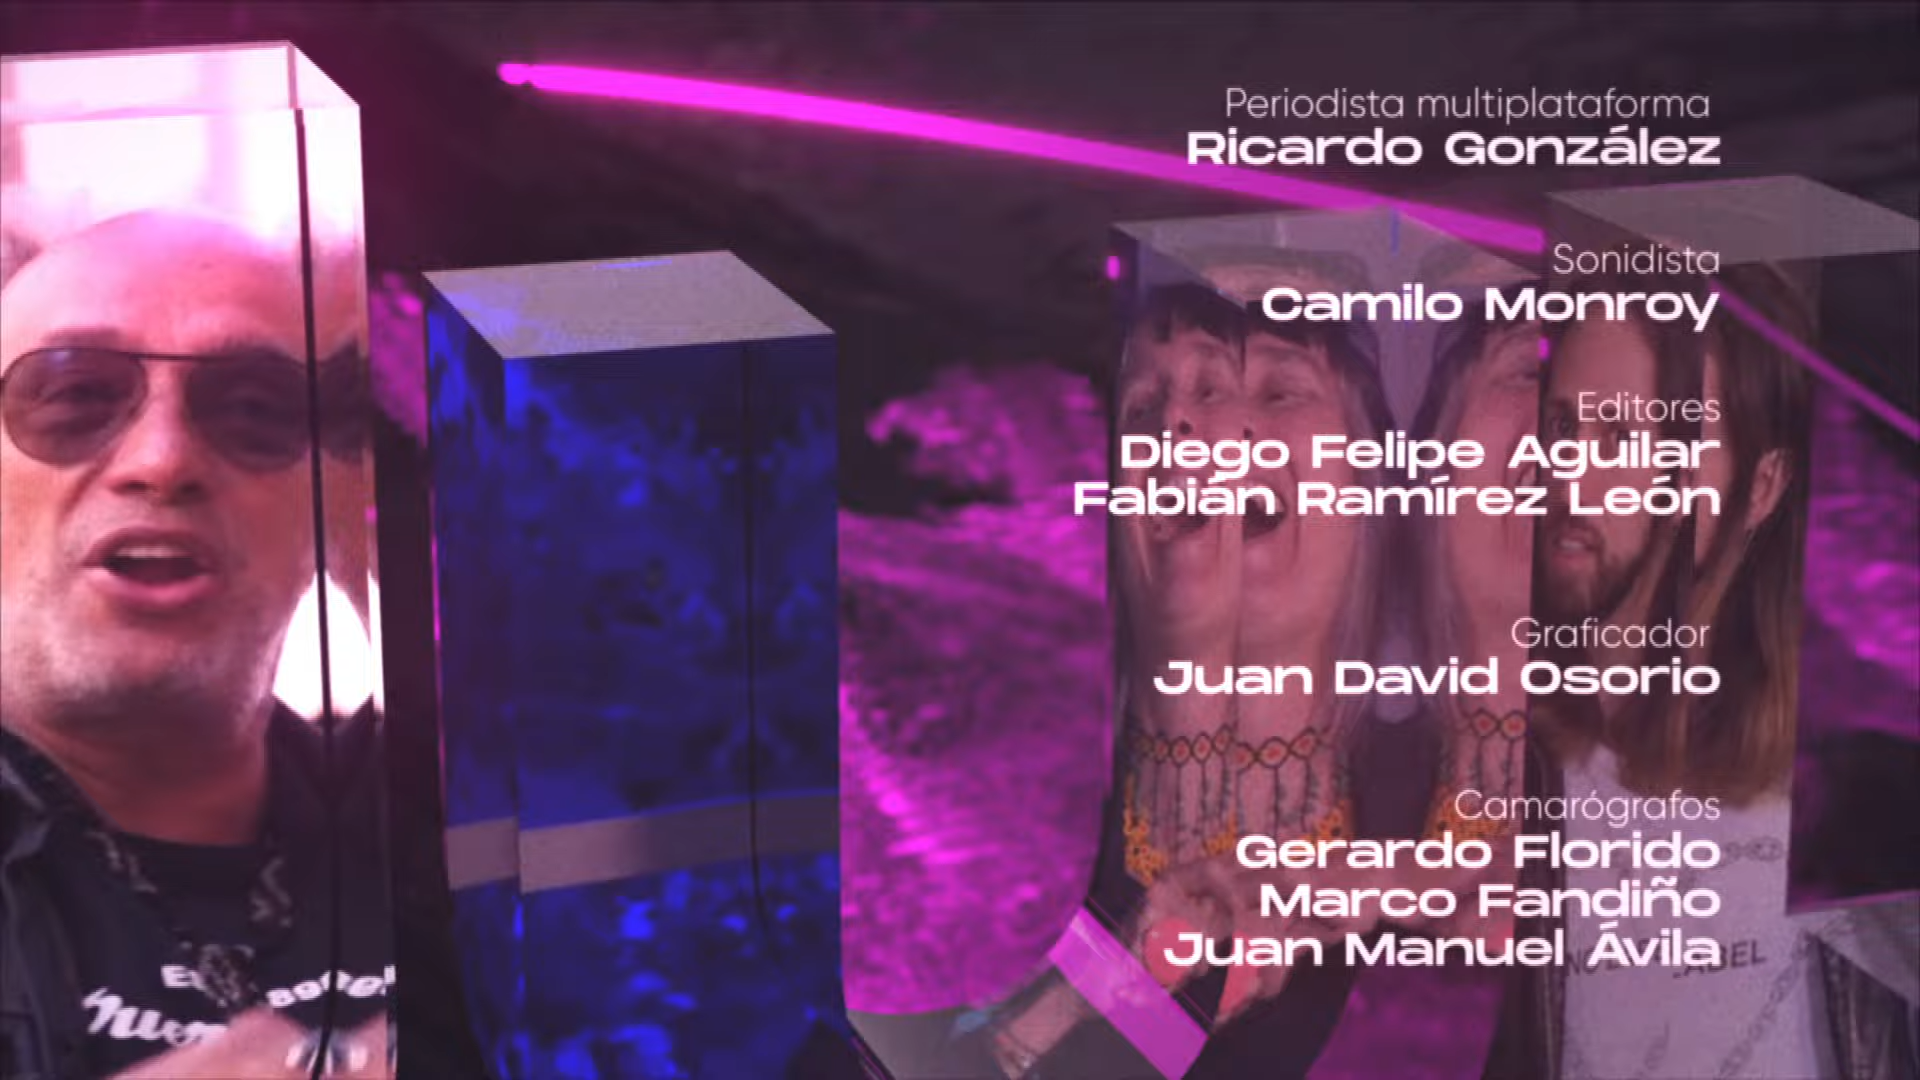 Periodista multiplataforma
Ricardo González
Sonidista
Camilo Monroy
Editores
Diego Felipe Aguilar
Fabián Ramírez León
Graficador
Juan David Osorio
Camarógrafos
Gerardo Florido
Marco Fandiño
Juan Manuel Ávila